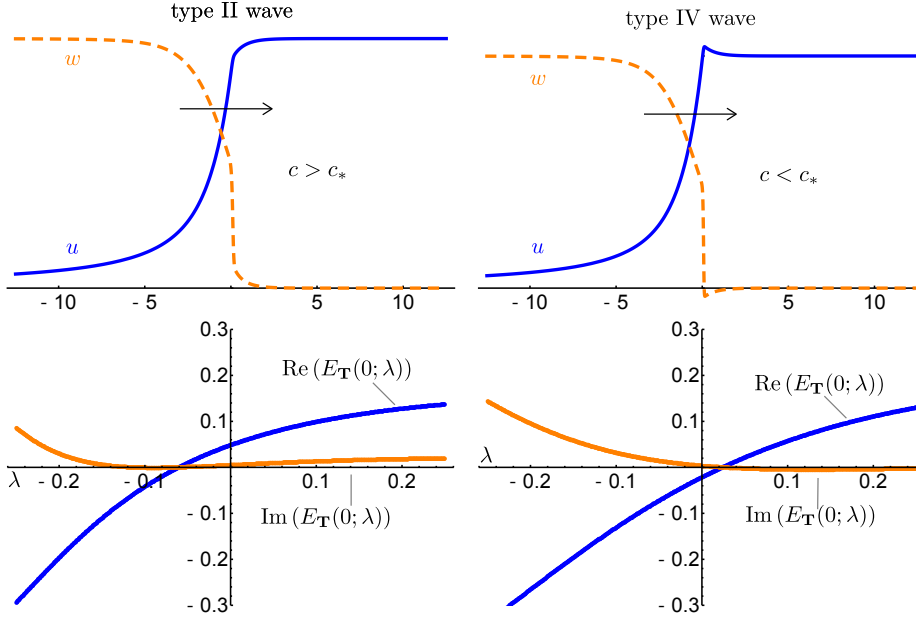 type II wave
type IV wave
w
w
c > c*
c < c*
u
u
- 10
- 5
5
10
- 10
- 5
5
10
0.3
0.3
0.2
0.2
Re (E_T(0; λ))
Re (E_T(0; λ))
0.1
0.1
λ
- 0.2
- 0.1
0.1
0.2
λ
- 0.2
- 0.1
0.1
0.2
- 0.1
- 0.1
Im (E_T(0; λ))
Im (E_T(0; λ))
- 0.2
- 0.2
- 0.3
- 0.3